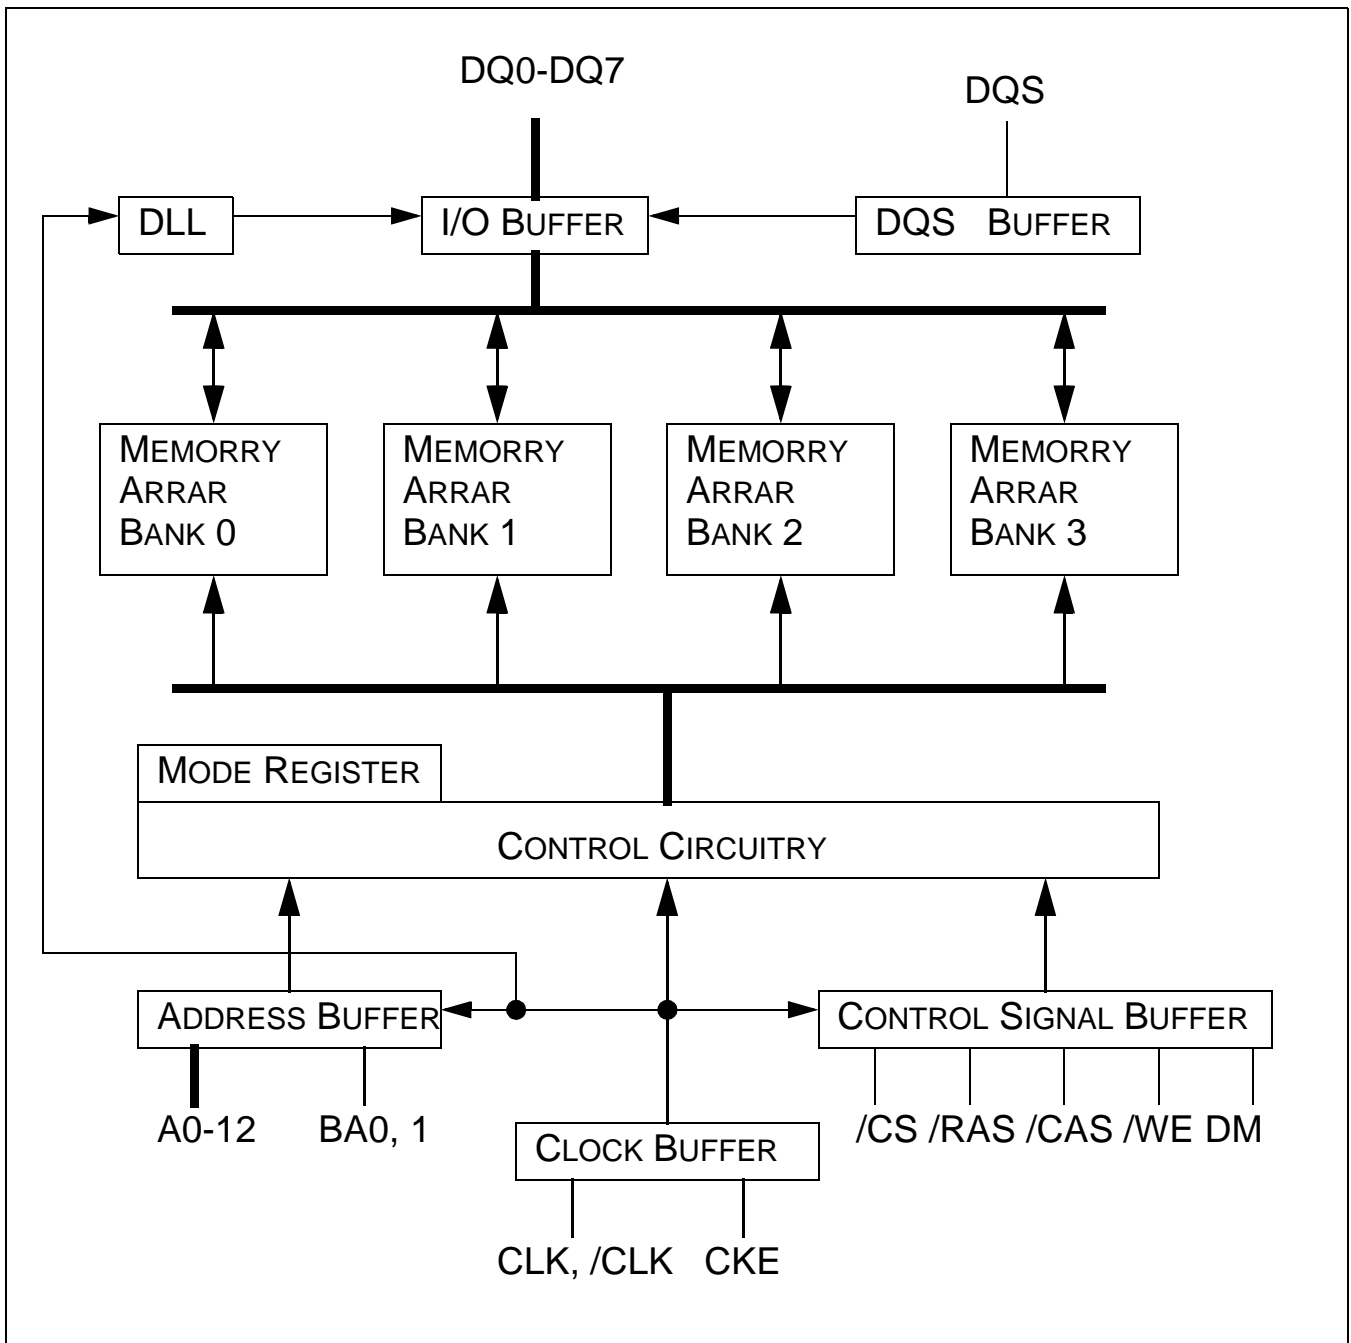 DQ0-DQ7
DQS
DLL
I/O BUFFER
DQS BUFFER
MEMORRY
ARRAR
BANK 0
MEMORRY
ARRAR
BANK 1
MEMORRY
ARRAR
BANK 2
MEMORRY
ARRAR
BANK 3
MODE REGISTER
CONTROL CIRCUITRY
ADDRESS BUFFER
CONTROL SIGNAL BUFFER
A0-12
BA0, 1
/CS /RAS /CAS /WE DM
CLOCK BUFFER
CLK, /CLK CKE